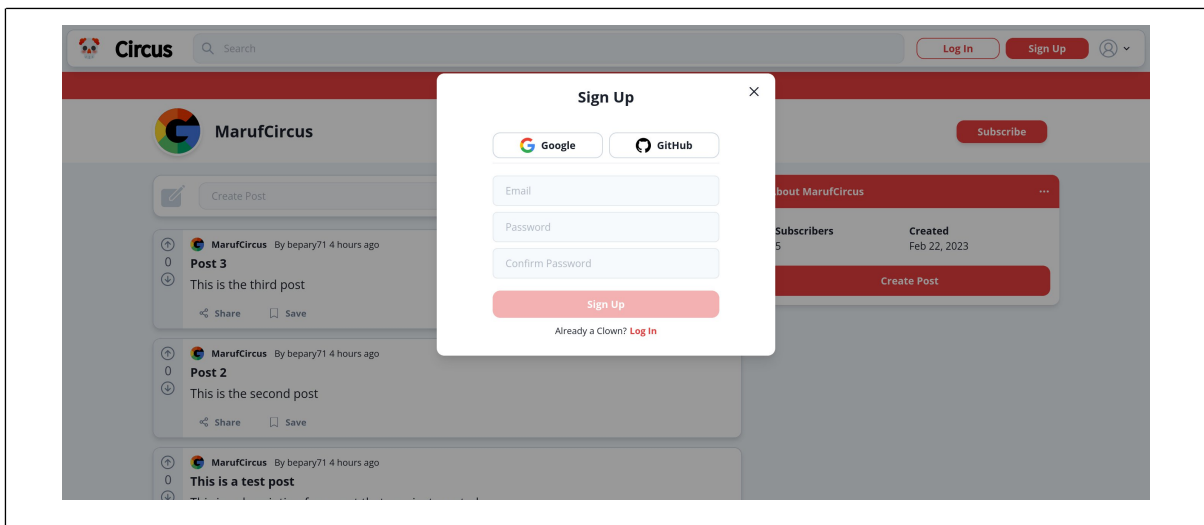 Circus
Search
Log In
Sign Up
Sign Up
MarufCircus
Subscribe
Google
GitHub
Email
Password
Confirm Password
Sign Up
Already a Clown? Log In
Create Post
MarufCircus By bepary71 4 hours ago
0
Post 3
This is the third post
Share
Save
MarufCircus By bepary71 4 hours ago
0
Post 2
This is the second post
Share
Save
MarufCircus By bepary71 4 hours ago
0
This is a test post
bout MarufCircus
...
Subscribers
Created
5
Feb 22, 2023
Create Post